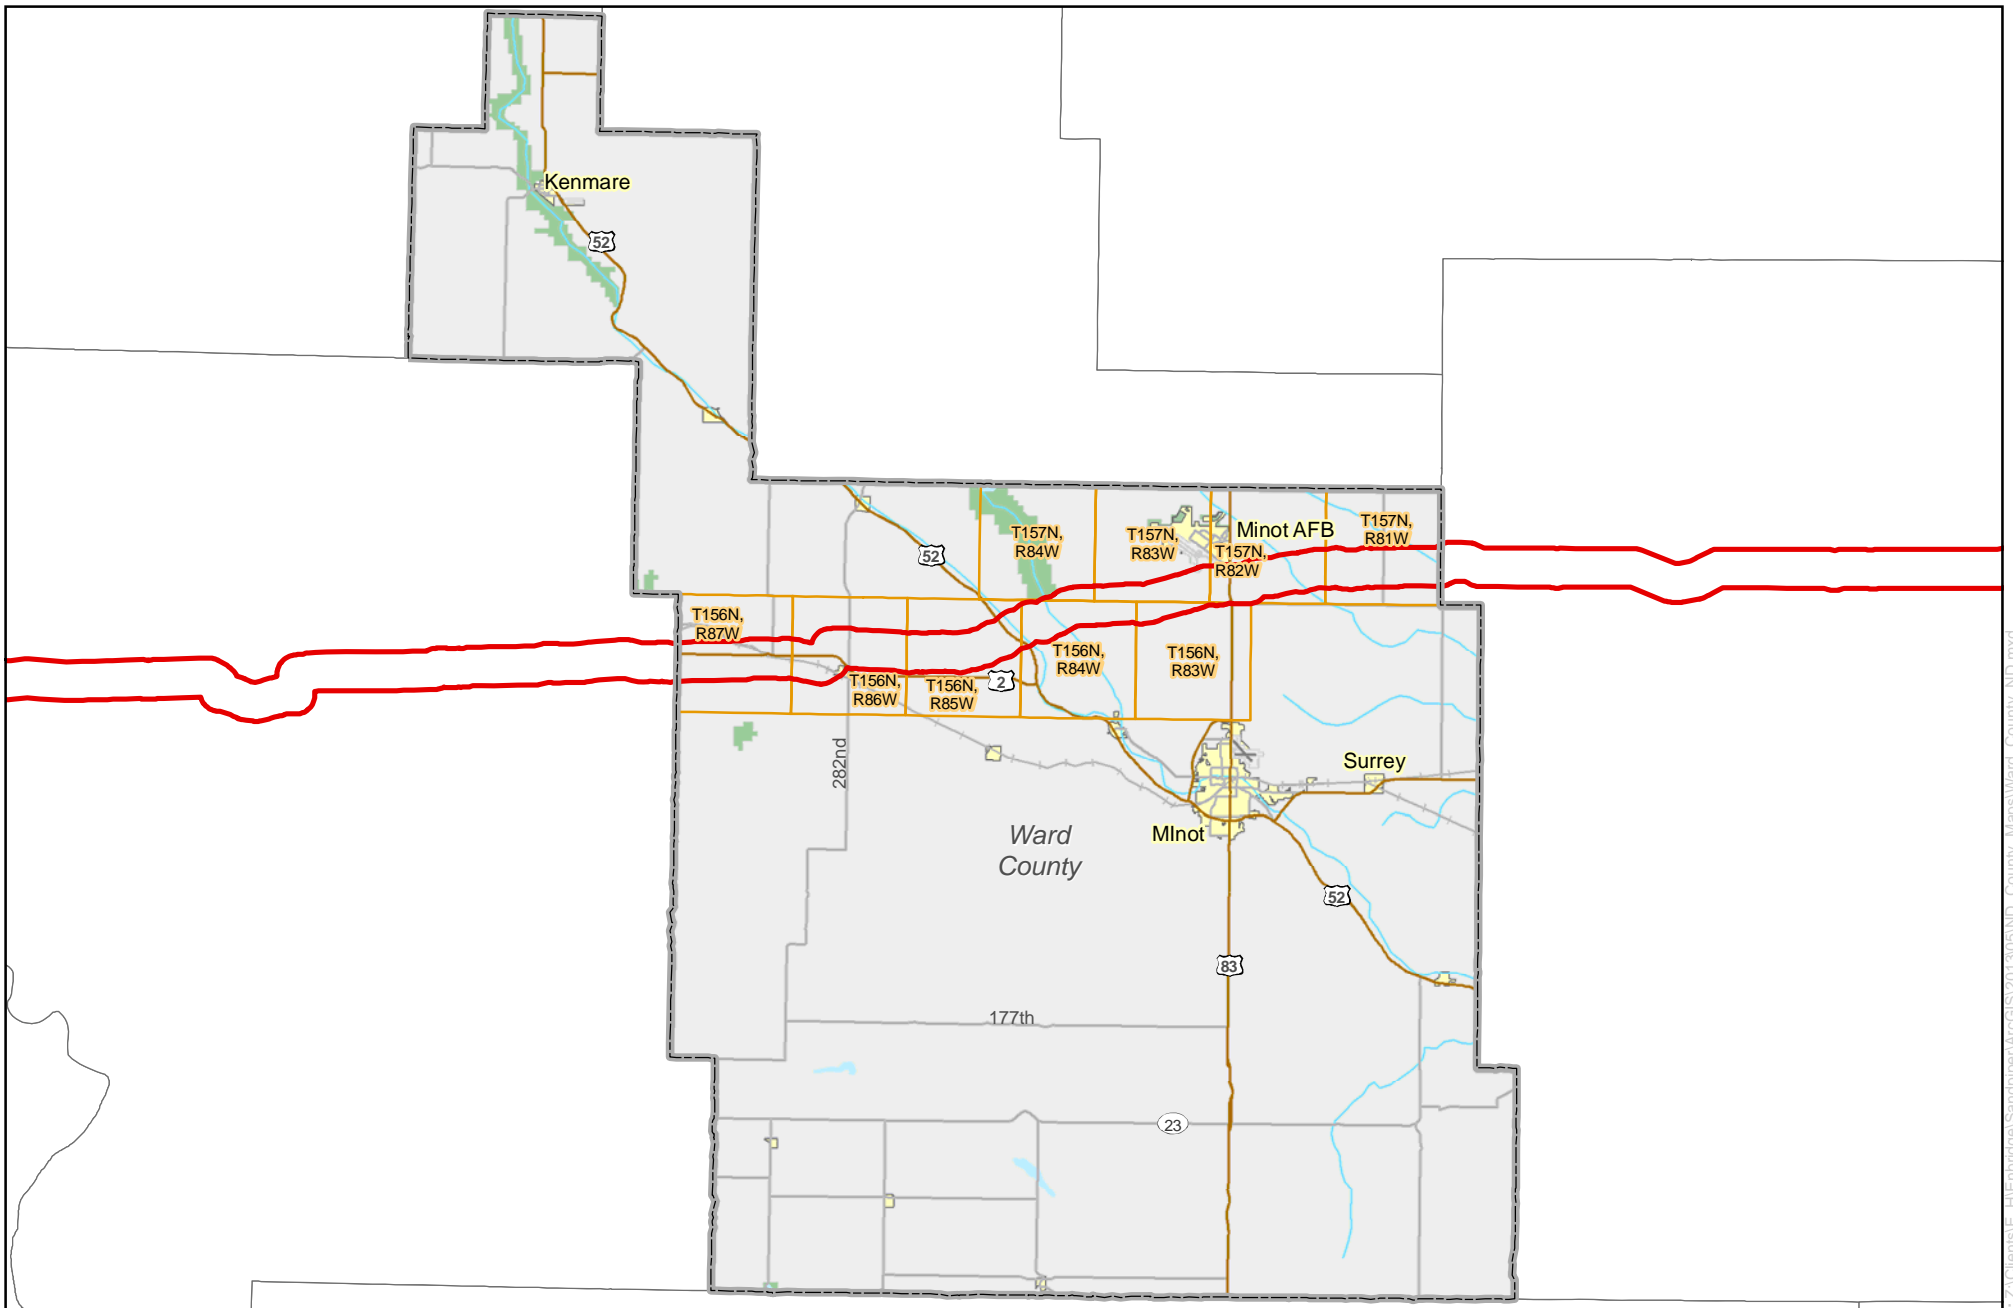 Kenmare
52
Minot AFB
T157N,
R84W
T157N,
R83W
T157N,
R82W
T157N,
R81W
52
T156N,
R87W
T156N,
R86W
T156N,
R85W
2
T156N,
R84W
T156N,
R83W
282nd
Surrey
MInot
Ward
County
52
83
177th
23